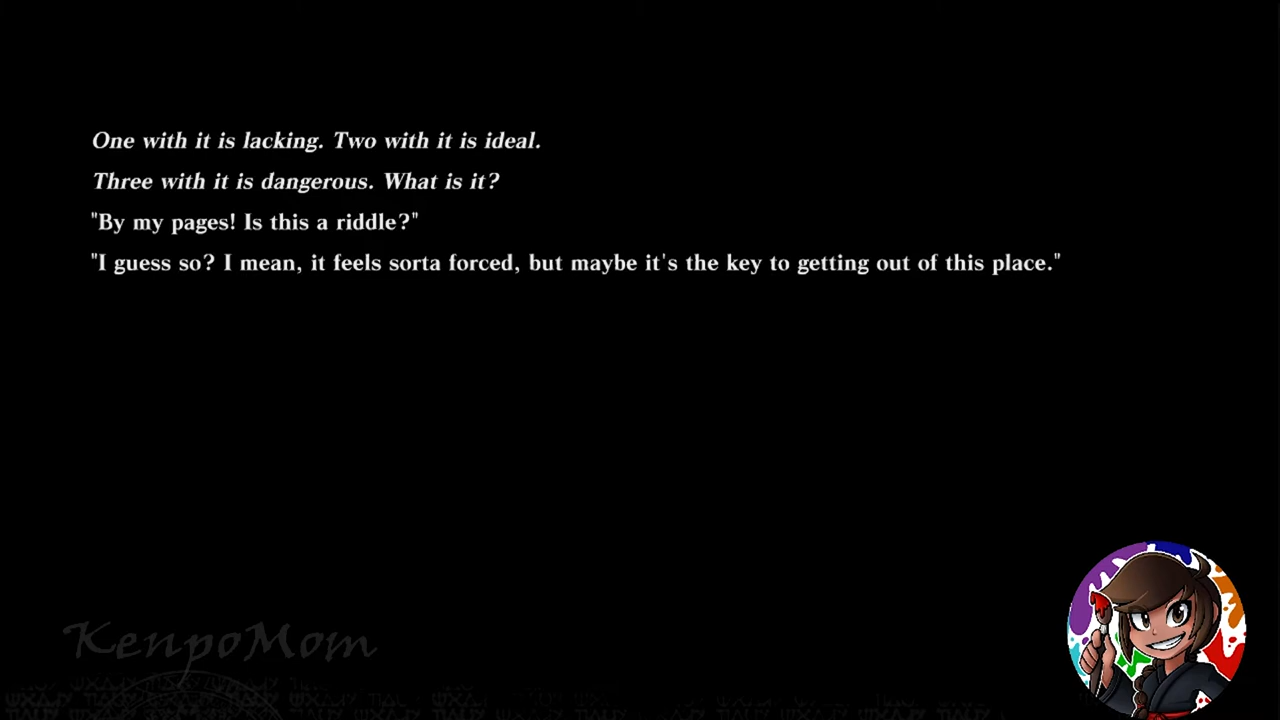 One with it is lacking. Two with it is ideal.
Three with it is dangerous. What is it?
"By my pages! Is this a riddle?"
"I guess so? I mean, it feels sorta forced, but maybe it's the key to getting out of this place."
KenpoMom